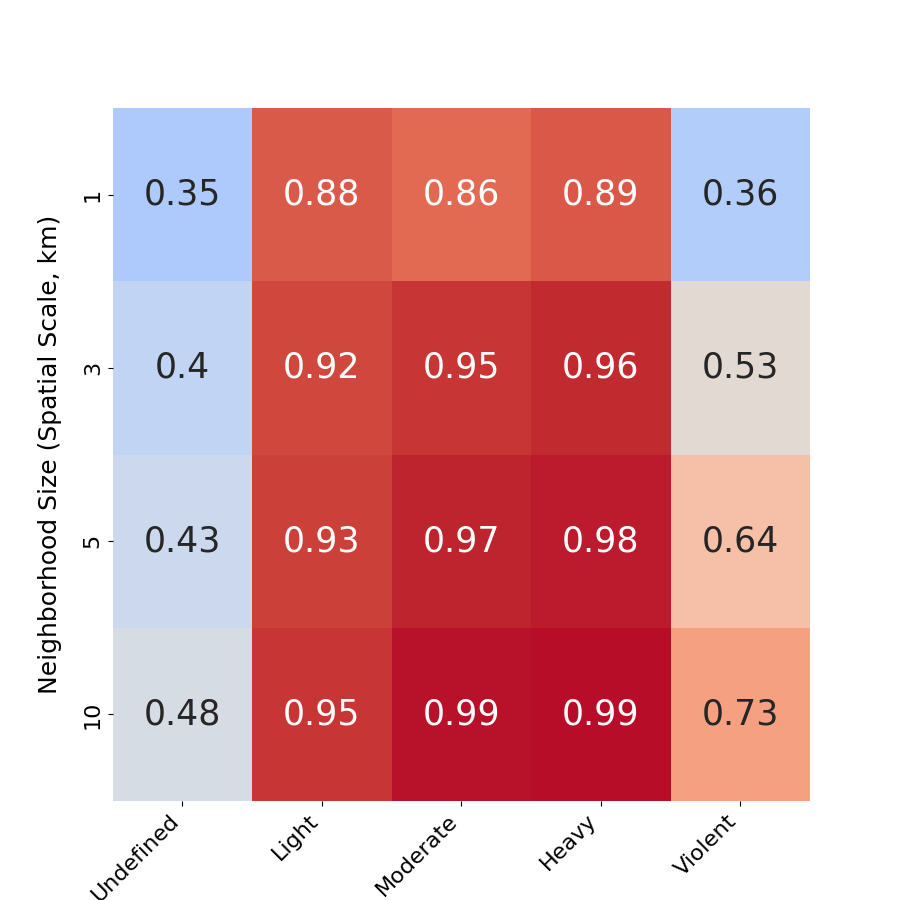 Neighborhood Size (Spatial Scale, km)
1 0.35 0.88 0.86 0.89 0.36
3 0.4 0.92 0.95 0.96 0.53
5 0.43 0.93 0.97 0.98 0.64
10 0.48 0.95 0.99 0.99 0.73
Undefined Light Moderate Heavy Violent